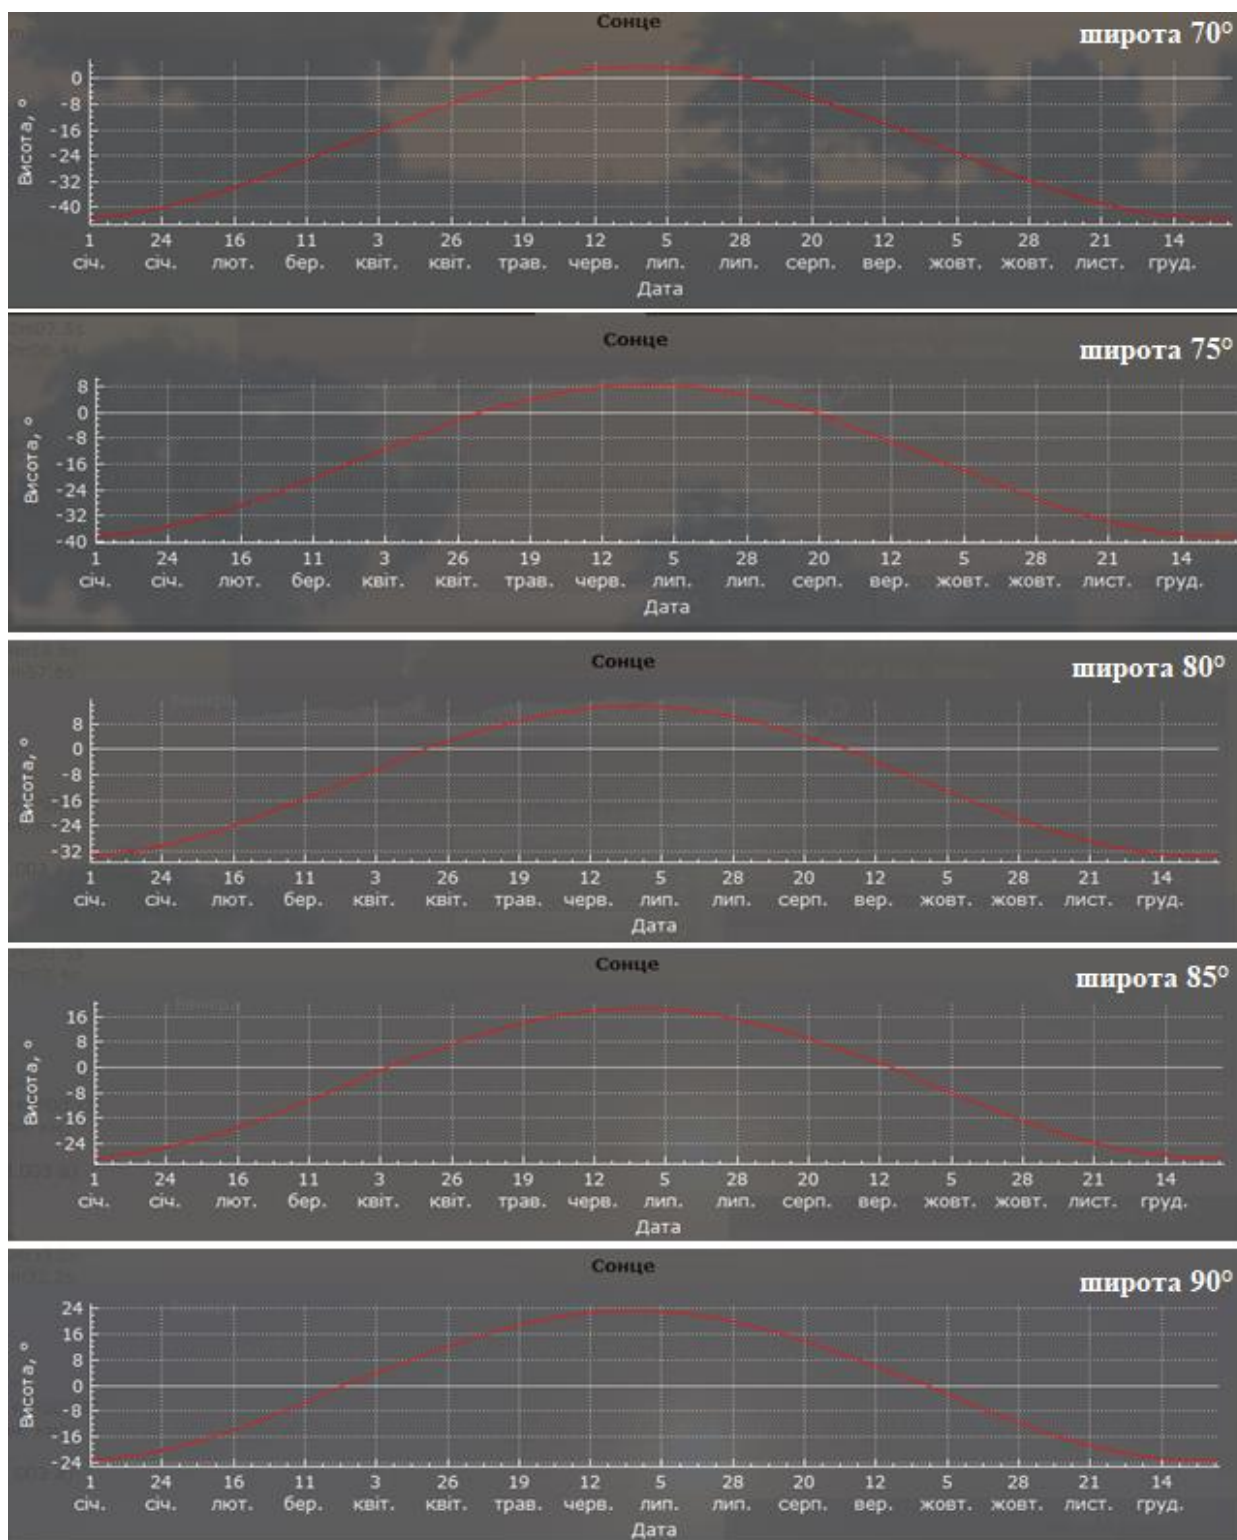 Сонце
широта 70°
Висота, °
0
-8
-16
-24
-32
-40
1 24 16 11 3 26 19 12 5 28 20 12 5 28 21 14
січ. січ. лют. бер. квіт. квіт. трав. черв. лип. лип. серп. вер. жовт. жовт. лист. груд.
Дата
Сонце
широта 75°
Висота, °
8
0
-8
-16
-24
-32
-40
1 24 16 11 3 26 19 12 5 28 20 12 5 28 21 14
січ. січ. лют. бер. квіт. квіт. трав. черв. лип. лип. серп. вер. жовт. жовт. лист. груд.
Дата
Сонце
широта 80°
Висота, °
8
0
-8
-16
-24
-32
1 24 16 11 3 26 19 12 5 28 20 12 5 28 21 14
січ. січ. лют. бер. квіт. квіт. трав. черв. лип. лип. серп. вер. жовт. жовт. лист. груд.
Дата
Сонце
широта 85°
Висота, °
16
8
0
-8
-16
-24
1 24 16 11 3 26 19 12 5 28 20 12 5 28 21 14
січ. січ. лют. бер. квіт. квіт. трав. черв. лип. лип. серп. вер. жовт. жовт. лист. груд.
Дата
Сонце
широта 90°
Висота, °
24
16
8
0
-8
-16
-24
1 24 16 11 3 26 19 12 5 28 20 12 5 28 21 14
січ. січ. лют. бер. квіт. квіт. трав. черв. лип. лип. серп. вер. жовт. жовт. лист. груд.
Дата